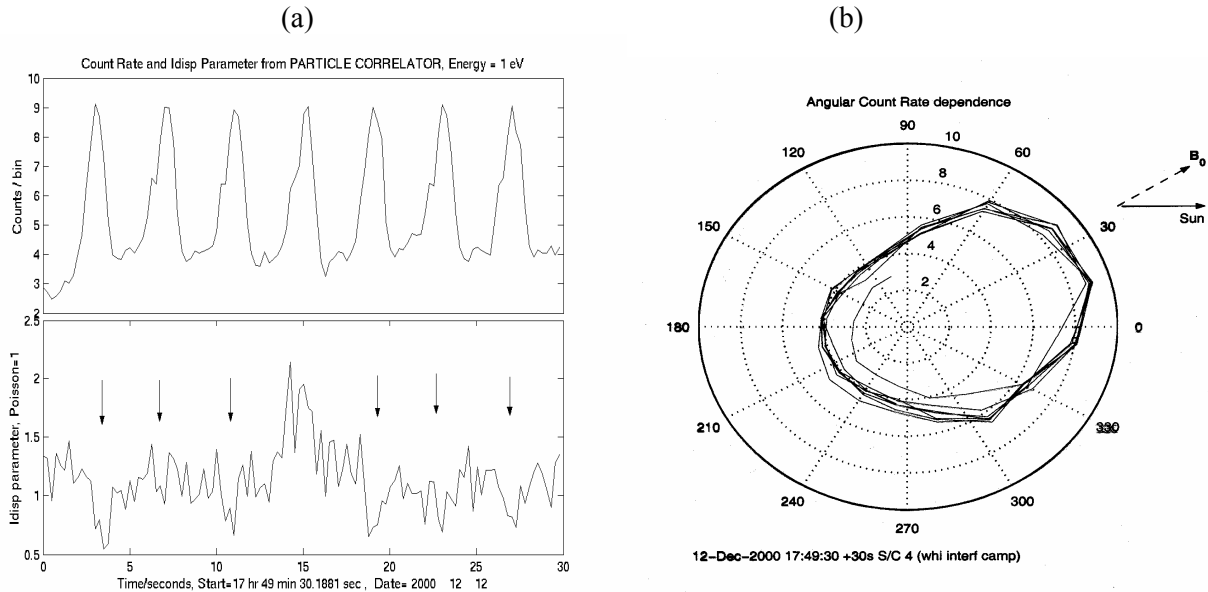 (a)
Count Rate and Idisp Parameter from PARTICLE CORRELATOR, Energy = 1 eV
10
9
8
7
6
5
4
3
2
Counts / bin
2.5
2
1.5
1
0.5
Idisp parameter, Poisson=1
0 5 10 15 20 25 30
Time/seconds, Start=17 hr 49 min 30.1881 sec , Date= 2000 12 12
(b)
Angular Count Rate dependence
90
10
120 60
8
6
4
2
150 30
180 0
210 330
240 300
270
B0
Sun
12-Dec-2000 17:49:30 +30s S/C 4 (whi interf camp)